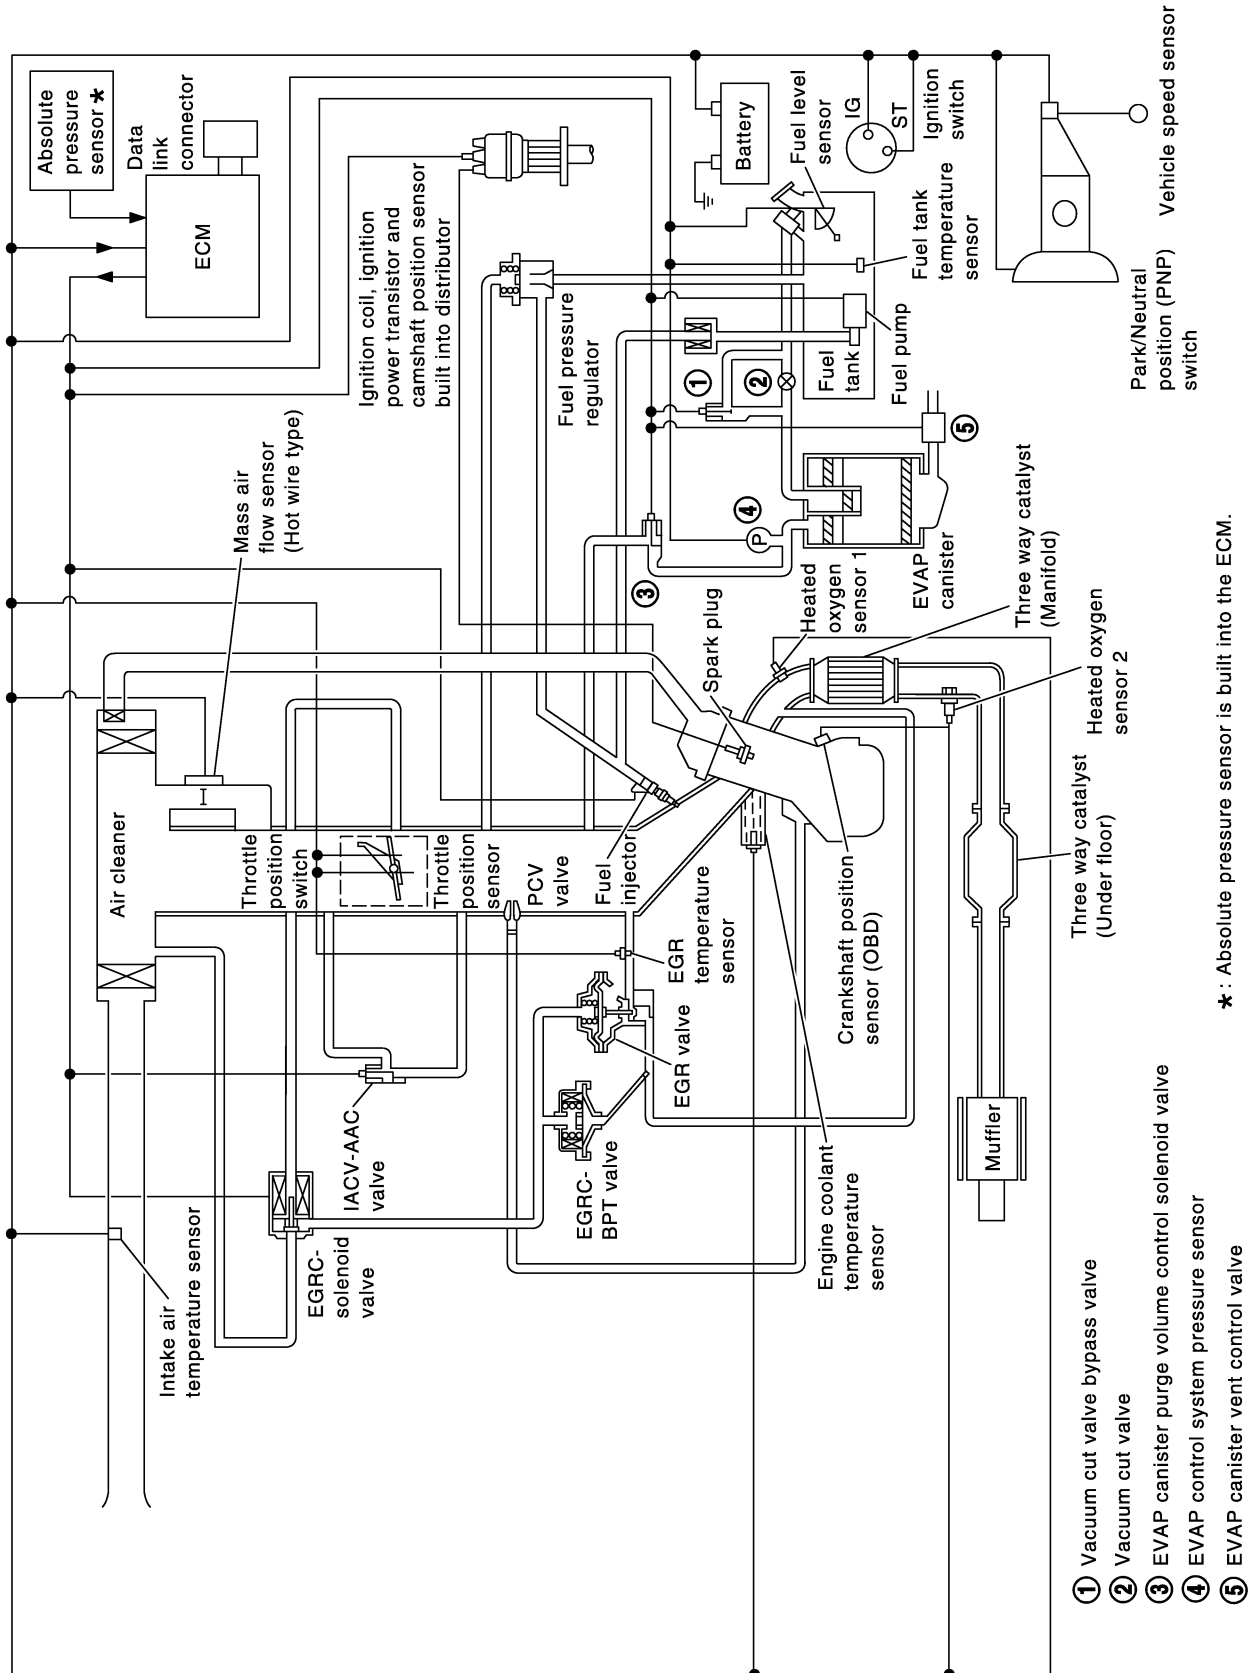 Absolute
pressure
sensor *
Data
link
connector
ECM
Ignition coil, ignition
power transistor and
camshaft position sensor
built into distributor
Fuel pressure
regulator
Battery
Fuel level
sensor
IG
ST
Ignition
switch
Vehicle speed sensor
Fuel tank
temperature
sensor
Park/Neutral
position (PNP)
switch
Fuel
tank
Fuel pump
1
2
5
4
P
3
Mass air
flow sensor
(Hot wire type)
Spark plug
Heated
oxygen
sensor 1
EVAP
canister
Three way catalyst
(Manifold)
Heated oxygen
sensor 2
Air cleaner
Throttle
position
switch
Throttle
position
sensor
PCV
valve
Fuel
injector
EGR
temperature
sensor
Crankshaft position
sensor (OBD)
Three way catalyst
(Under floor)
EGR valve
IACV-AAC
valve
EGRC-
BPT valve
Engine coolant
temperature
sensor
Muffler
Intake air
temperature sensor
EGRC-
solenoid
valve
* : Absolute pressure sensor is built into the ECM.
1 Vacuum cut valve bypass valve
2 Vacuum cut valve
3 EVAP canister purge volume control solenoid valve
4 EVAP control system pressure sensor
5 EVAP canister vent control valve